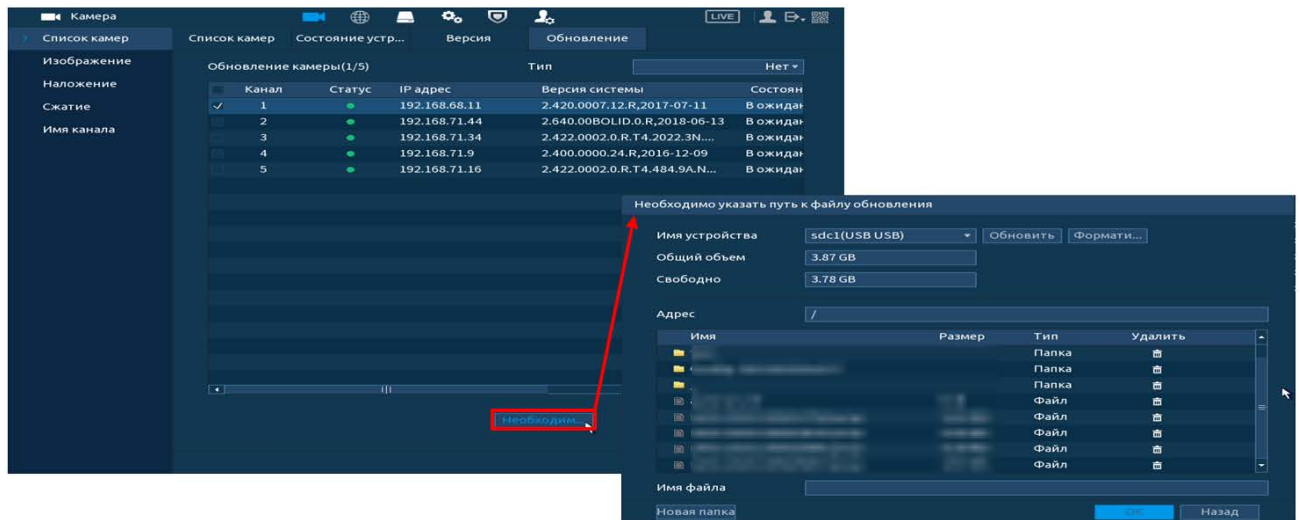 Камера
LIVE
Список камер
Изображение
Наложение
Сжатие
Имя канала
Список камер Состояние устр... Версия Обновление
Обновление камеры(1/5) Тип Нет
Канал Статус IP адрес Версия системы Состоян
1 192.168.68.11 2.420.0007.12.R,2017-07-11 В ожидан
2 192.168.71.44 2.640.00BOLID.0.R,2018-06-13 В ожидан
3 192.168.71.34 2.422.0002.0.R.T4.2022.3N.... В ожидан
4 192.168.71.9 2.400.0000.24.R,2016-12-09 В ожидан
5 192.168.71.16 2.422.0002.0.R.T4.484.9A.N... В ожидан
Необходим...
Необходимо указать путь к файлу обновления
Имя устройства sdc1(USB USB) Обновить Формати...
Общий объем 3.87 GB
Свободно 3.78 GB
Адрес /
Имя Размер Тип Удалить
Папка
Папка
Папка
Файл
Файл
Файл
Файл
Файл
Имя файла
Новая папка OK Назад